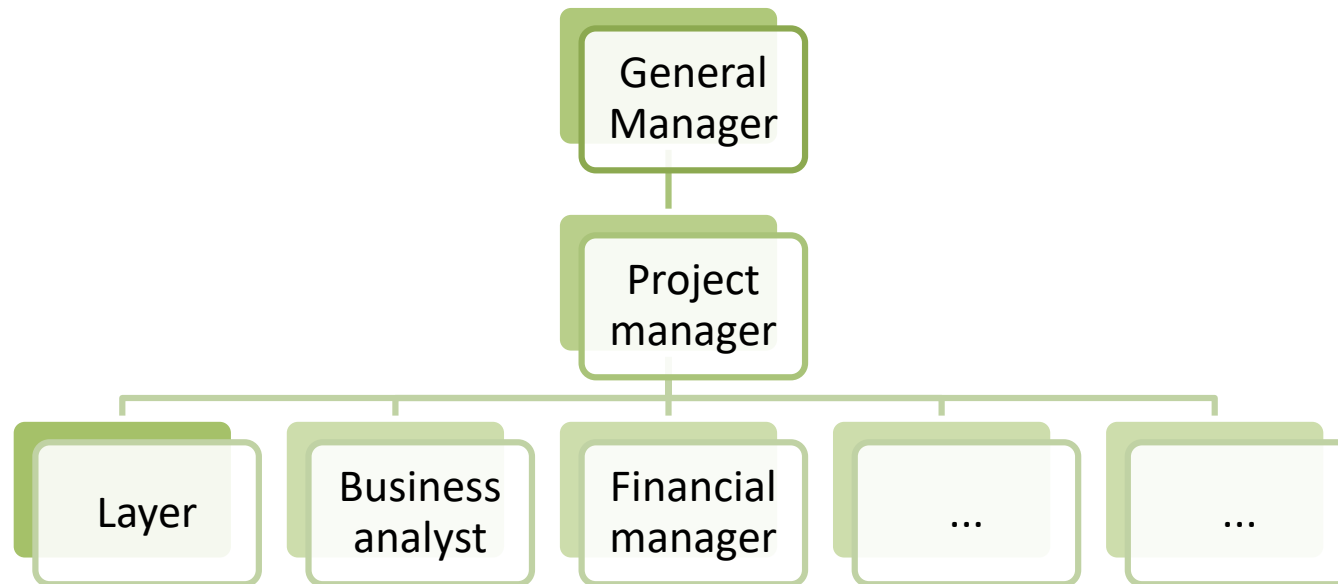 General
Manager
Project
manager
Layer
Business
analyst
Financial
manager
...
...